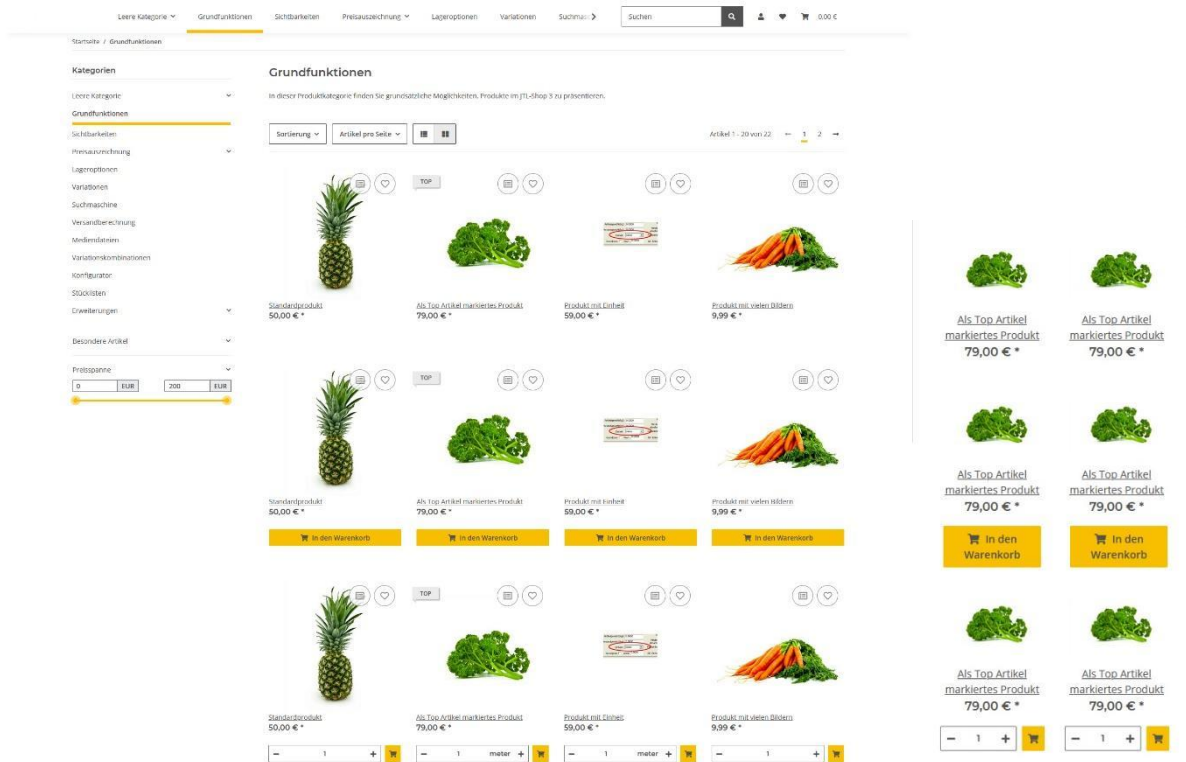 Leere Kategorie Grundfunktionen Sichtbarkeiten Preisauszeichnung Lageroptionen Variationen Suchmas Suchen 0,00 €
Startseite / Grundfunktionen
Kategorien
Leere Kategorie
Grundfunktionen
Sichtbarkeiten
Preisauszeichnung
Lageroptionen
Variationen
Suchmaschine
Versandberechnung
Mediendateien
Variationskombinationen
Konfigurator
Stücklisten
Erweiterungen
Besondere Artikel
Preisspanne
0 EUR 200 EUR
Grundfunktionen
In dieser Produktkategorie finden Sie grundsätzliche Möglichkeiten, Produkte im JTL-Shop 3 zu präsentieren.
Sortierung Artikel pro Seite Artikel 1 - 20 von 22 ← 1 2 →
TOP
Standardprodukt Als Top Artikel markiertes Produkt Produkt mit Einheit Produkt mit vielen Bildern
50,00 € * 79,00 € * 59,00 € * 9,99 € *
TOP
Standardprodukt Als Top Artikel markiertes Produkt Produkt mit Einheit Produkt mit vielen Bildern
50,00 € * 79,00 € * 59,00 € * 9,99 € *
In den Warenkorb In den Warenkorb In den Warenkorb In den Warenkorb
TOP
Standardprodukt Als Top Artikel markiertes Produkt Produkt mit Einheit Produkt mit vielen Bildern
50,00 € * 79,00 € * 59,00 € * 9,99 € *
− 1 + − 1 meter + − 1 meter + − 1 +
Als Top Artikel Als Top Artikel
markiertes Produkt markiertes Produkt
79,00 € * 79,00 € *
Als Top Artikel Als Top Artikel
markiertes Produkt markiertes Produkt
79,00 € * 79,00 € *
In den In den
Warenkorb Warenkorb
Als Top Artikel Als Top Artikel
markiertes Produkt markiertes Produkt
79,00 € * 79,00 € *
− 1 + − 1 +